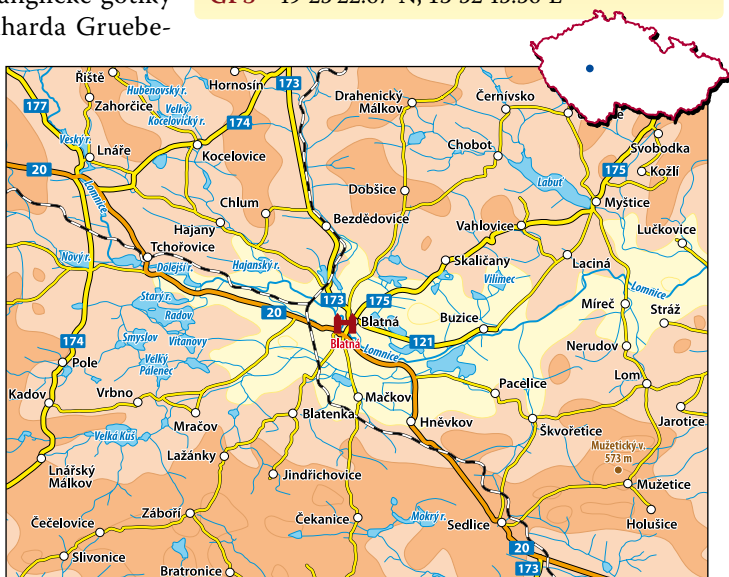 anglické gotiky
harda Gruebe-
Řiště
Hornosín
173
Hubenovský r.
177
Zahorčice
Velký
Kocelovický r.
Drahenický
Málkov
Černívsko
174
Veský r.
Lnáře
Kocelovice
Chobot
Svobodka
175
Kožlí
20
Labuť
Lomnice
Dobšice
Myštice
Chlum
Bezdědovice
Vahlovice
Lučkovice
Hajany
Tchořovice
Skaličany
Laciná
Nový r.
Dolejší r.
Hajanský r.
Vilímec
Lomnice
Starý r.
173
175
Míreč
Radov
20
Blatná
Buzice
Stráž
Blatná
121
174
Smyslov
Vitanovy
Lomnice
Nerudov
Pole
Velký
Pálenec
Lom
Kadov
Vrbno
Pacelice
Mačkov
Jarotice
Mračov
Blatenka
Hněvkov
Škvořetice
Velká Kuš
Mužetický v.
573 m
Lnářský
Málkov
Lažánky
Jindřichovice
Mužetice
Záboří
Čekanice
Mokrý r.
Sedlice
Holušice
Čečelovice
20
Slivonice
Bratronice
173